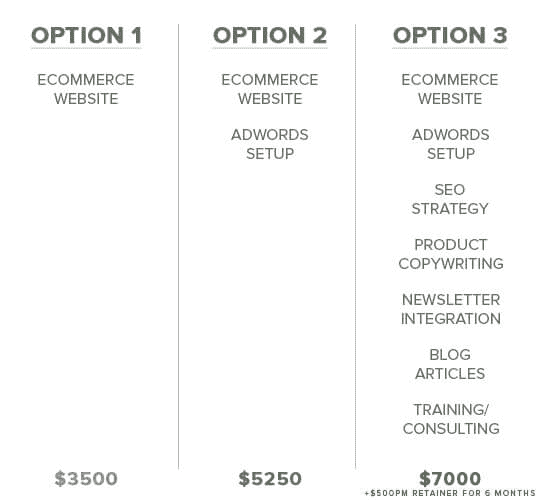 OPTION 1
ECOMMERCE
WEBSITE
$3500
OPTION 2
ECOMMERCE
WEBSITE
ADWORDS
SETUP
$5250
OPTION 3
ECOMMERCE
WEBSITE
ADWORDS
SETUP
SEO
STRATEGY
PRODUCT
COPYWRITING
NEWSLETTER
INTEGRATION
BLOG
ARTICLES
TRAINING/
CONSULTING
$7000
+$500PM RETAINER FOR 6 MONTHS